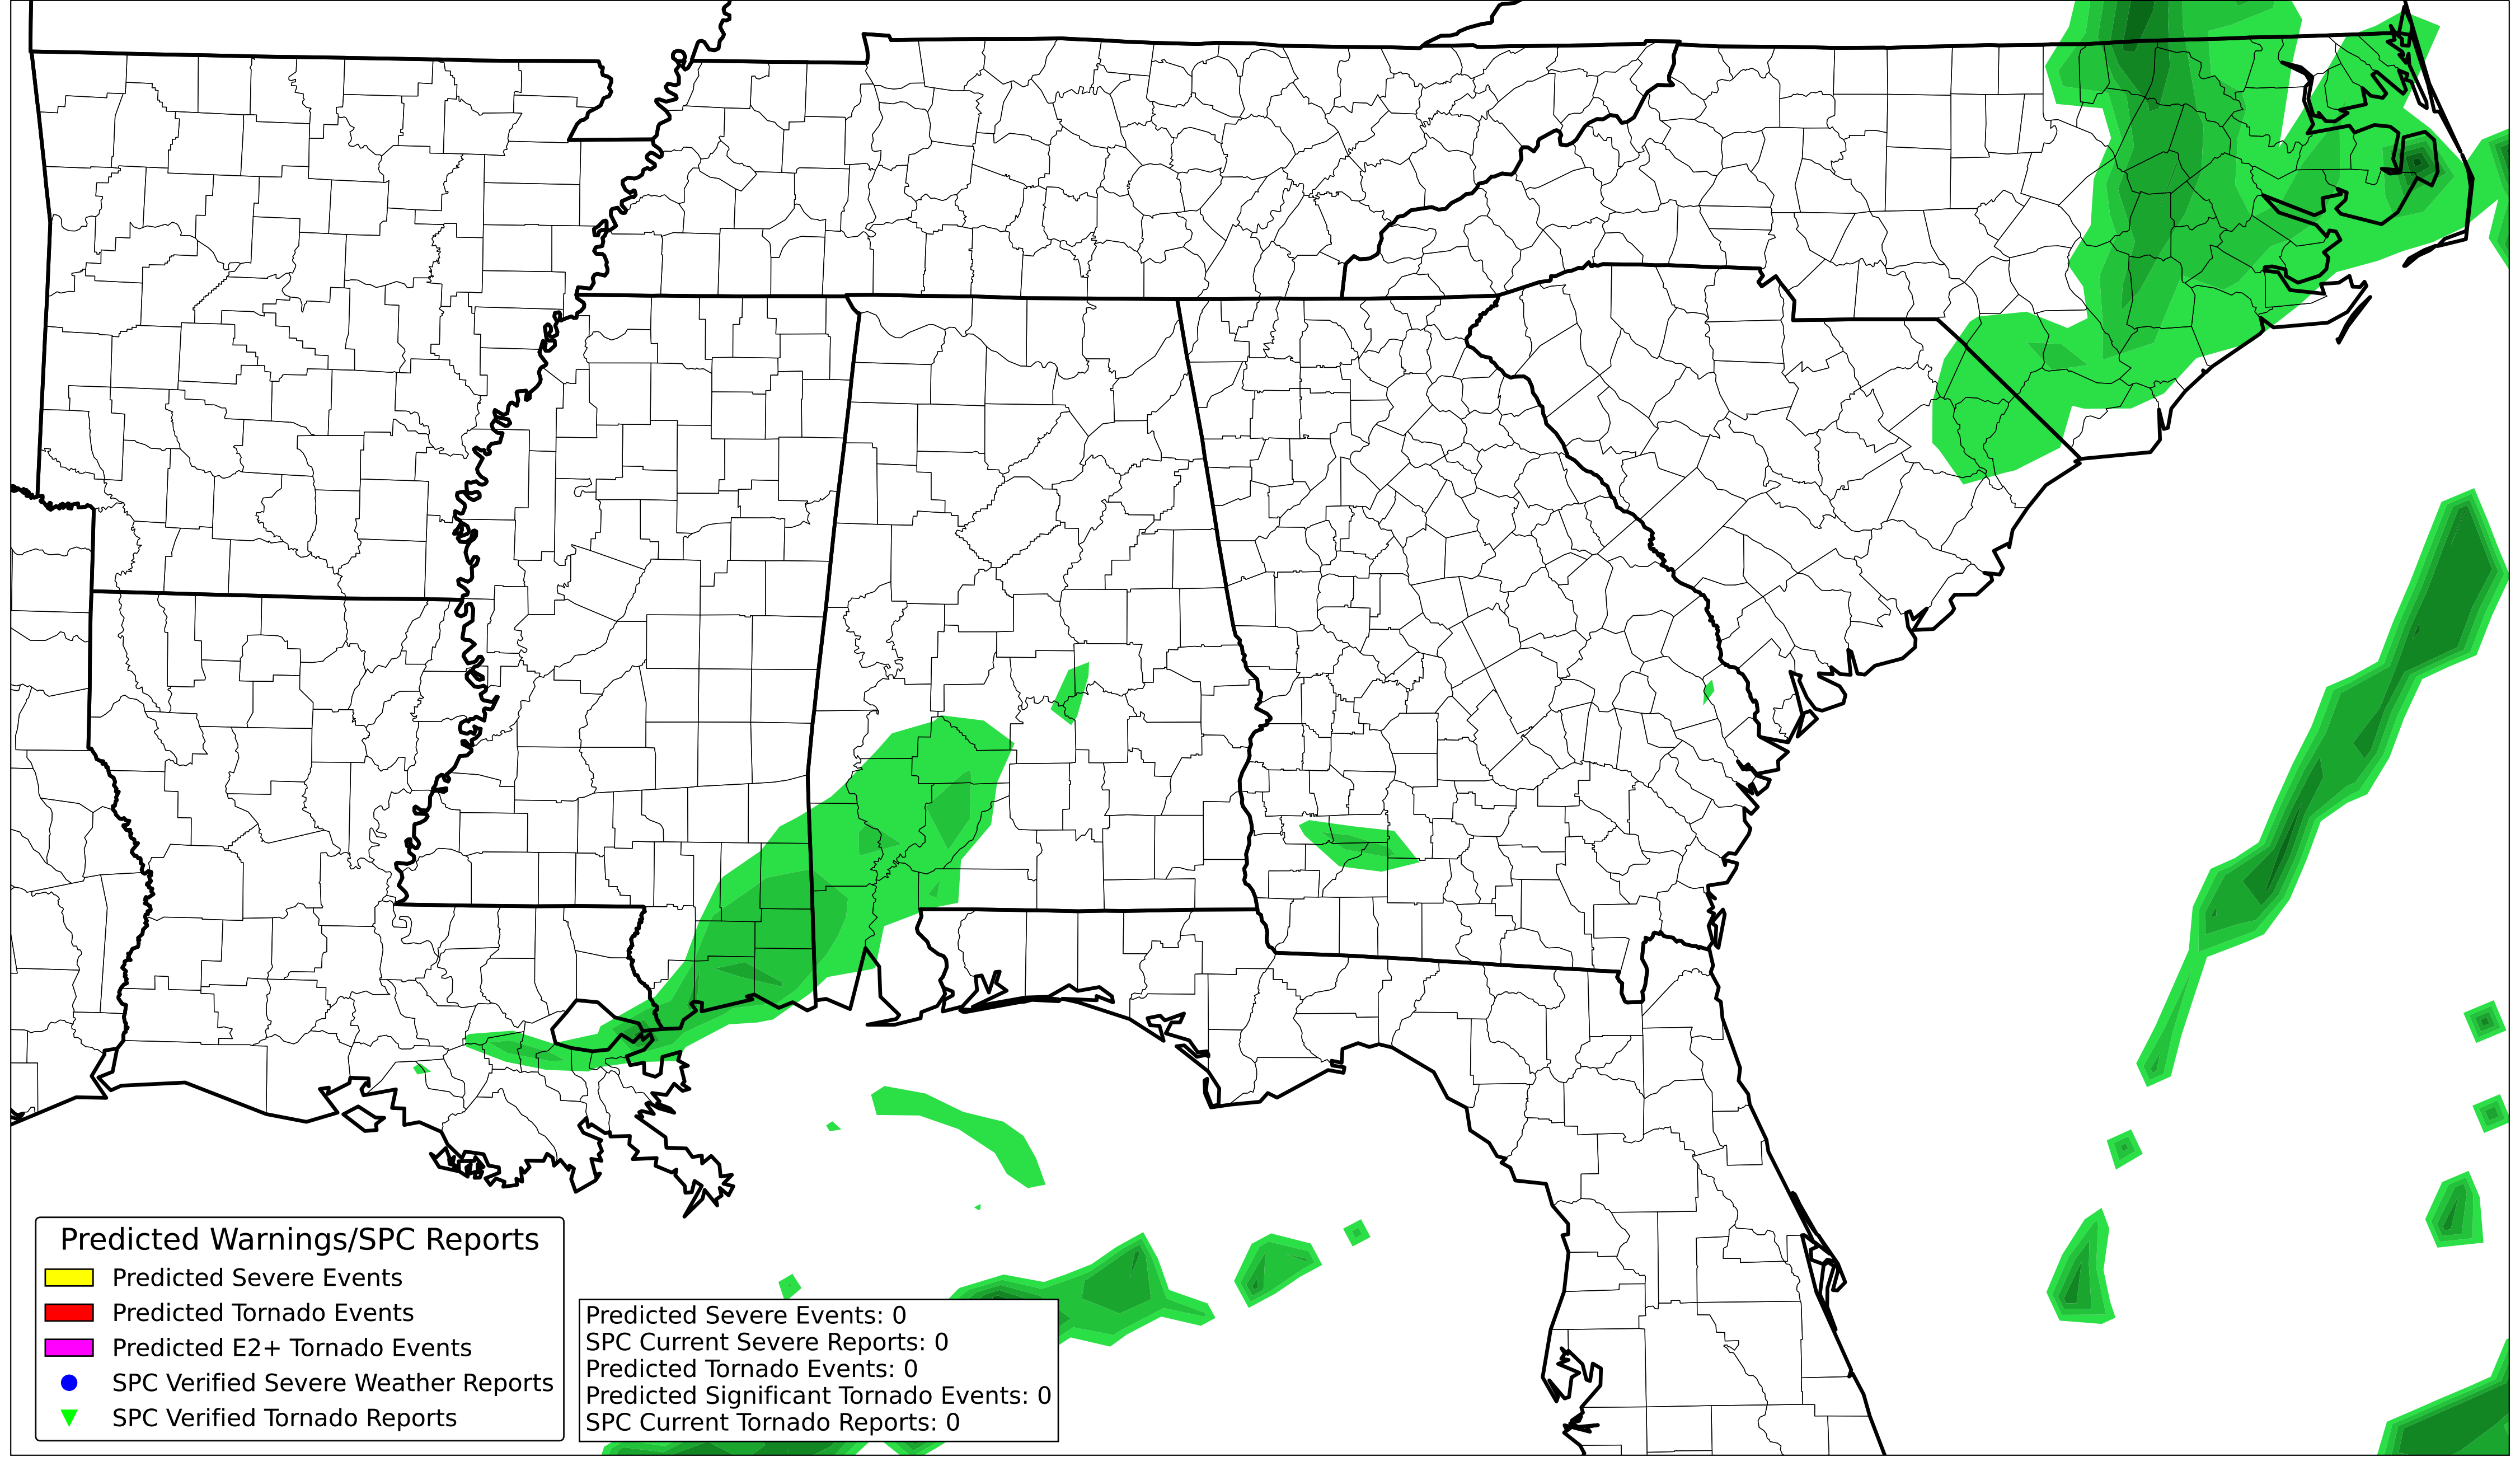 Predicted Warnings/SPC Reports
Predicted Severe Events
Predicted Tornado Events
Predicted E2+ Tornado Events
SPC Verified Severe Weather Reports
SPC Verified Tornado Reports
Predicted Severe Events: 0
SPC Current Severe Reports: 0
Predicted Tornado Events: 0
Predicted Significant Tornado Events: 0
SPC Current Tornado Reports: 0